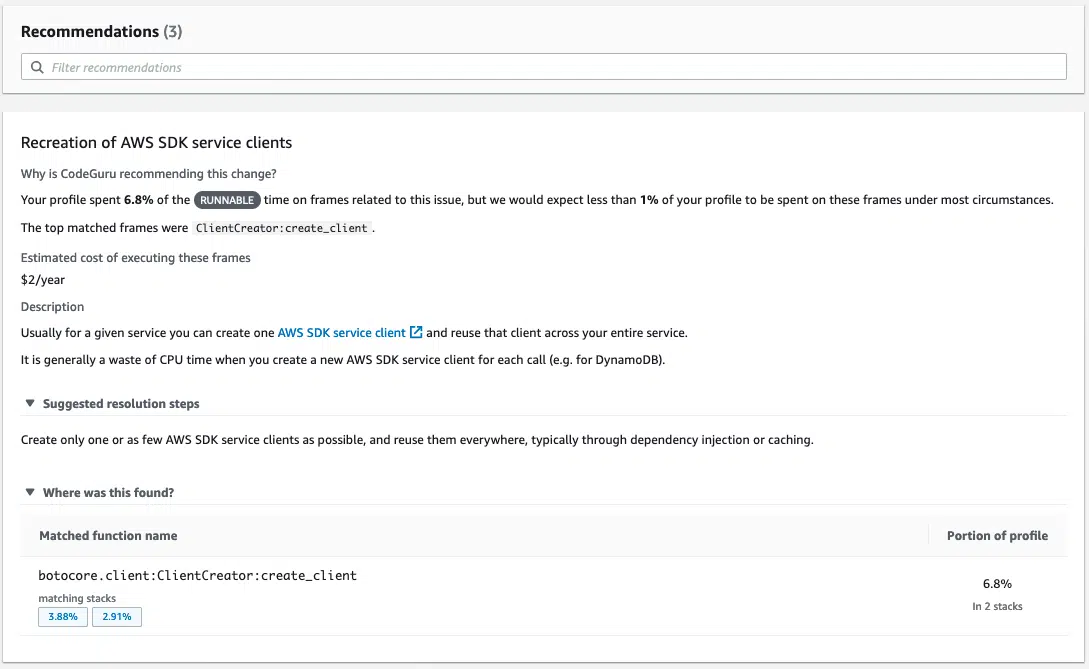 Recommendations (3)
Filter recommendations
Recreation of AWS SDK service clients
Why is CodeGuru recommending this change?
Your profile spent 6.8% of the RUNNABLE time on frames related to this issue, but we would expect less than 1% of your profile to be spent on these frames under most circumstances.
The top matched frames were ClientCreator:create_client .
Estimated cost of executing these frames
$2/year
Description
Usually for a given service you can create one AWS SDK service client and reuse that client across your entire service.
It is generally a waste of CPU time when you create a new AWS SDK service client for each call (e.g. for DynamoDB).
Suggested resolution steps
Create only one or as few AWS SDK service clients as possible, and reuse them everywhere, typically through dependency injection or caching.
Where was this found?
Matched function name Portion of profile
botocore.client:ClientCreator:create_client 6.8%
matching stacks In 2 stacks
3.88% 2.91%